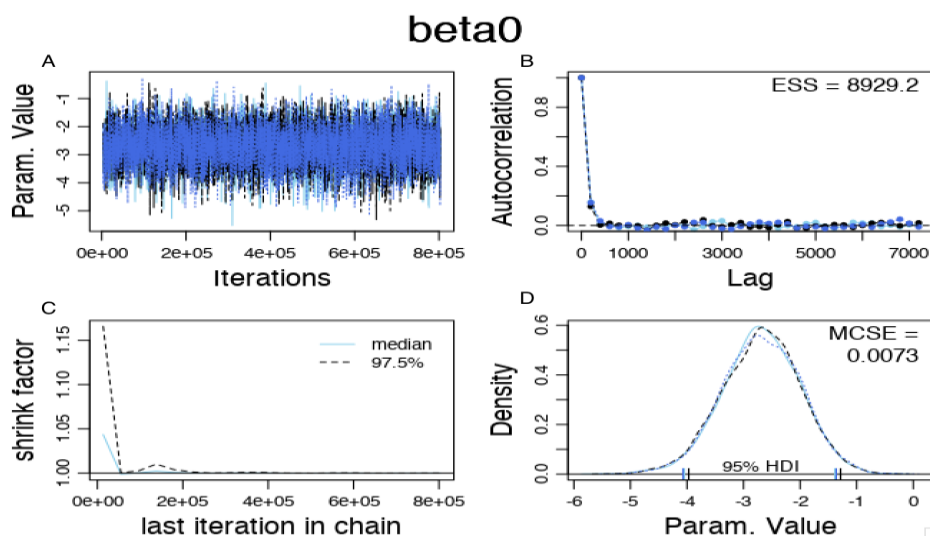 beta0
A
Param. Value
-1
-2
-3
-4
-5
0e+00 2e+05 4e+05 6e+05 8e+05
Iterations
B
Autocorrelation
0.8
0.4
0.0
ESS = 8929.2
0 1000 3000 5000 7000
Lag
C
shrink factor
1.15
1.10
1.05
1.00
median
97.5%
0e+00 2e+05 4e+05 6e+05 8e+05
last iteration in chain
D
Density
0.6
0.4
0.2
0.0
MCSE =
0.0073
95% HDI
-6 -5 -4 -3 -2 -1 0
Param. Value